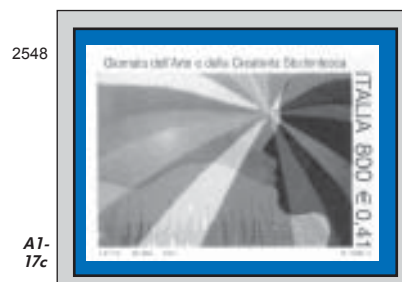 2548
Giornata dell'Arte e della Creatività Studentesca
ITALIA 800 € 0,41
A1-
17c